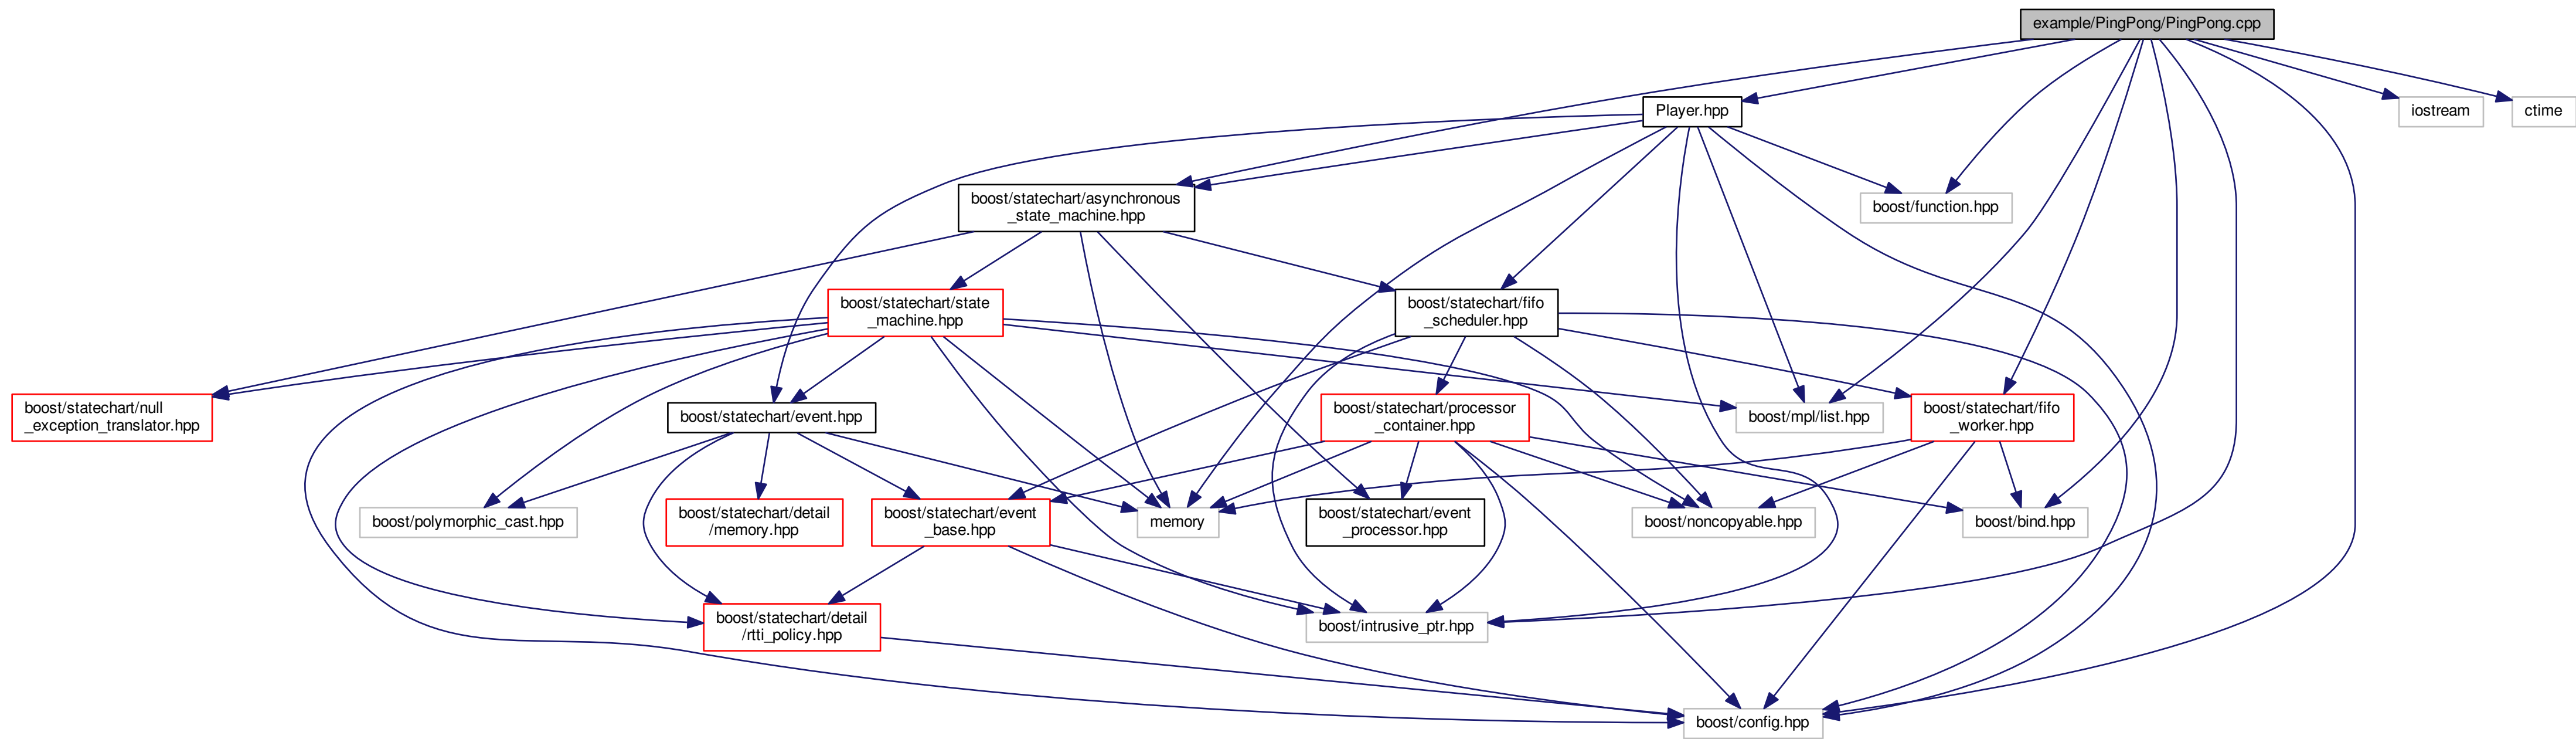 example/PingPong/PingPong.cpp
Player.hpp
iostream
ctime
boost/statechart/asynchronous
_state_machine.hpp
boost/function.hpp
boost/statechart/state
_machine.hpp
boost/statechart/fifo
_scheduler.hpp
boost/statechart/null
_exception_translator.hpp
boost/statechart/event.hpp
boost/statechart/processor
_container.hpp
boost/mpl/list.hpp
boost/statechart/fifo
_worker.hpp
boost/polymorphic_cast.hpp
boost/statechart/detail
/memory.hpp
boost/statechart/event
_base.hpp
memory
boost/statechart/event
_processor.hpp
boost/noncopyable.hpp
boost/bind.hpp
boost/statechart/detail
/rtti_policy.hpp
boost/intrusive_ptr.hpp
boost/config.hpp